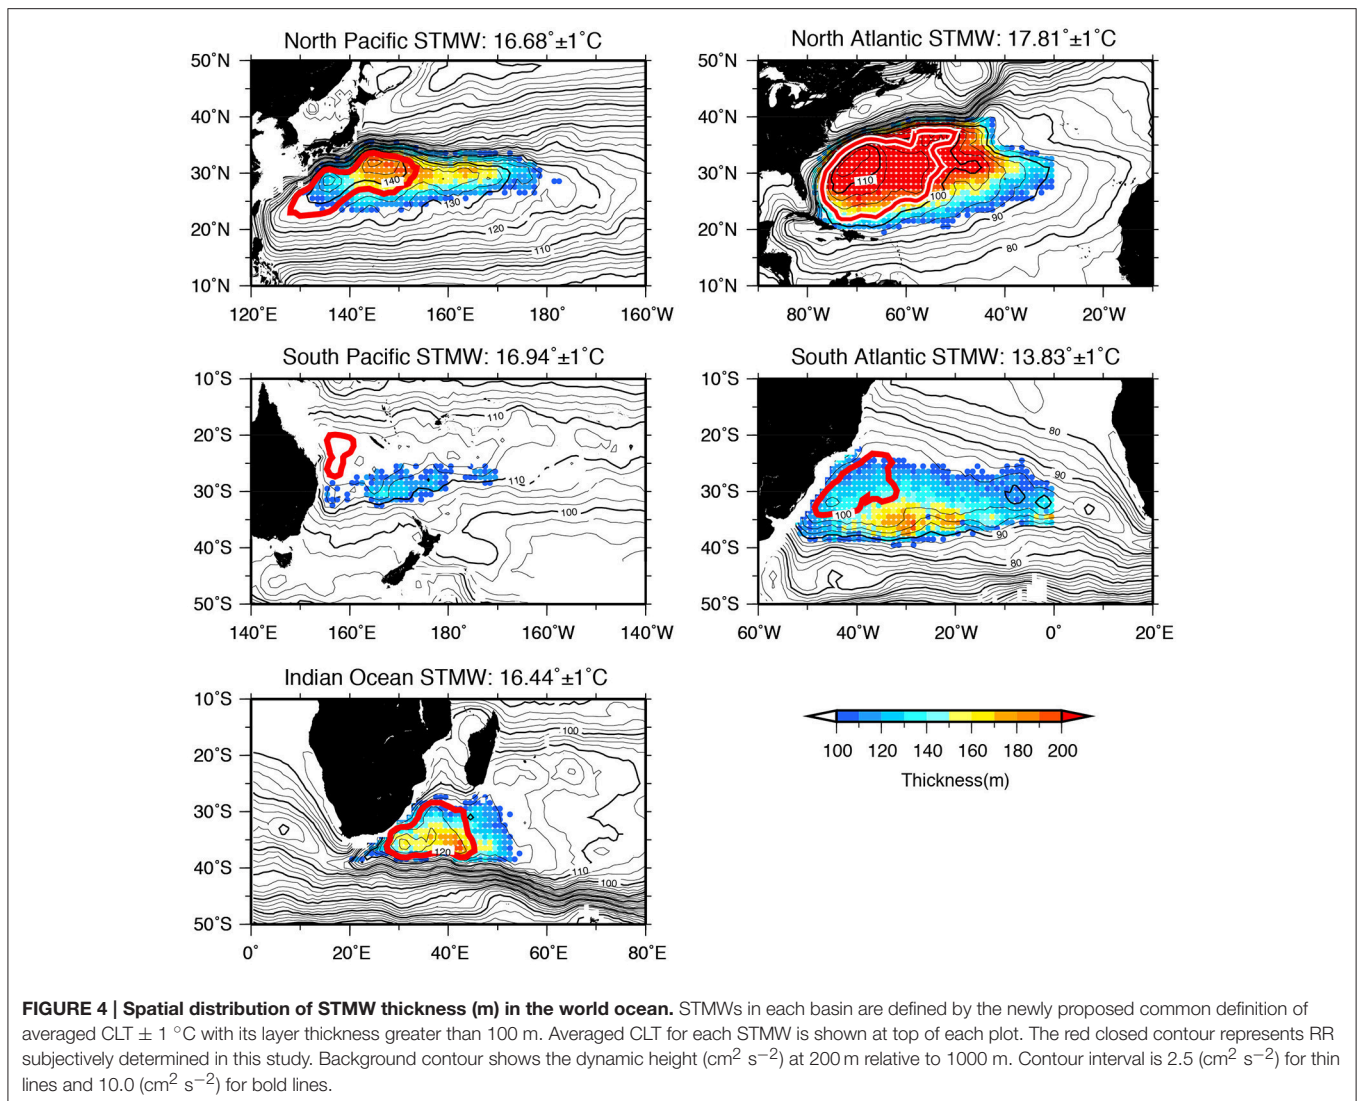 North Pacific STMW: 16.68˚±1˚C
50˚N
40˚N
30˚N
20˚N
10˚N
120˚E 140˚E 160˚E 180˚ 160˚W
140
130
120
110
North Atlantic STMW: 17.81˚±1˚C
50˚N
40˚N
30˚N
20˚N
10˚N
80˚W 60˚W 40˚W 20˚W
110
100
90
80
South Pacific STMW: 16.94˚±1˚C
10˚S
20˚S
30˚S
40˚S
50˚S
140˚E 160˚E 180˚ 160˚W 140˚W
110
110
100
South Atlantic STMW: 13.83˚±1˚C
10˚S
20˚S
30˚S
40˚S
50˚S
60˚W 40˚W 20˚W 0˚ 20˚E
80
90
100
90
80
Indian Ocean STMW: 16.44˚±1˚C
10˚S
20˚S
30˚S
40˚S
50˚S
0˚ 20˚E 40˚E 60˚E 80˚E
100
120
110
100
100 120 140 160 180 200
Thickness(m)
FIGURE 4 | Spatial distribution of STMW thickness (m) in the world ocean. STMWs in each basin are defined by the newly proposed common definition of
averaged CLT ± 1 °C with its layer thickness greater than 100 m. Averaged CLT for each STMW is shown at top of each plot. The red closed contour represents RR
subjectively determined in this study. Background contour shows the dynamic height (cm² s⁻²) at 200 m relative to 1000 m. Contour interval is 2.5 (cm² s⁻²) for thin
lines and 10.0 (cm² s⁻²) for bold lines.